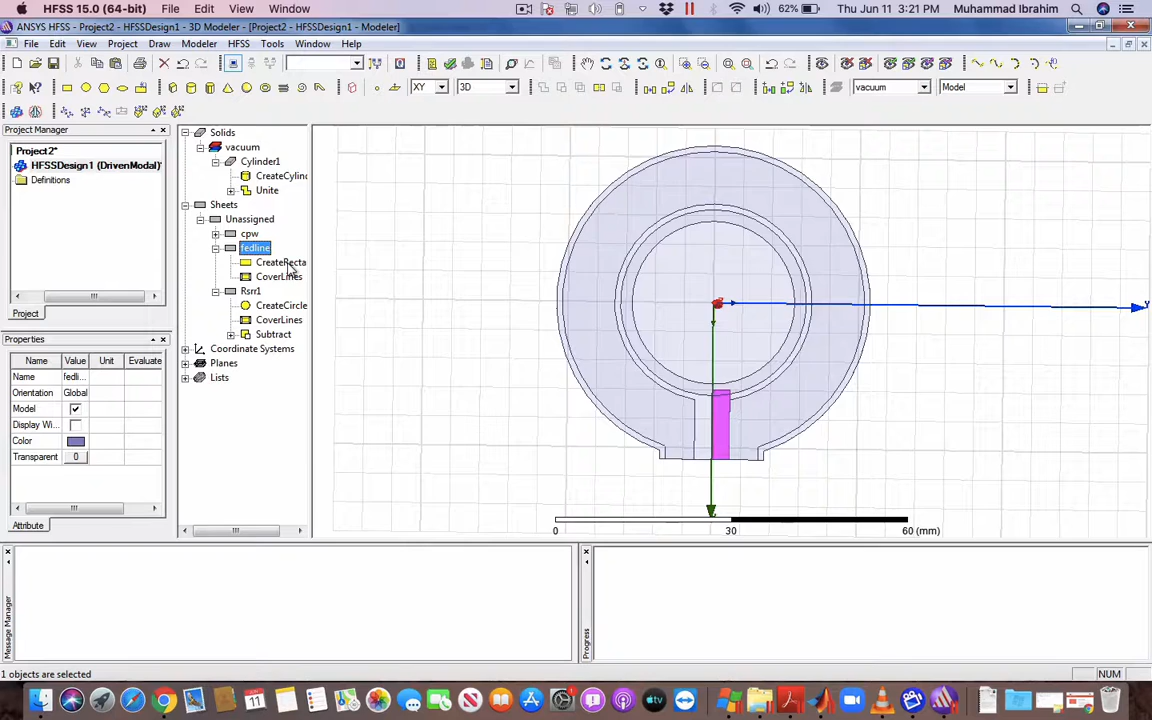 HFSS 15.0 (64-bit) File Edit View Window 62% Thu Jun 11 3:21 PM Muhammad Ibrahim
ANSYS HFSS - Project2 - HFSSDesign1 - 3D Modeler - [Project2 - HFSSDesign1 - Modeler]
File Edit View Project Draw Modeler HFSS Tools Window Help
XY 3D vacuum Model
Project Manager
Project2*
HFSSDesign1 (DrivenModal)*
Definitions
Project
Properties
Name Value Unit Evaluate
Name fedli...
Orientation Global
Model
Display Wi...
Color
Transparent 0
Attribute
Solids
vacuum
Cylinder1
CreateCylin
Unite
Sheets
Unassigned
cpw
fedline
CreateRecta
CoverLines
Rsrr1
CreateCircle
CoverLines
Subtract
Coordinate Systems
Planes
Lists
0 30 60 (mm)
Message Manager
Progress
1 objects are selected
NUM